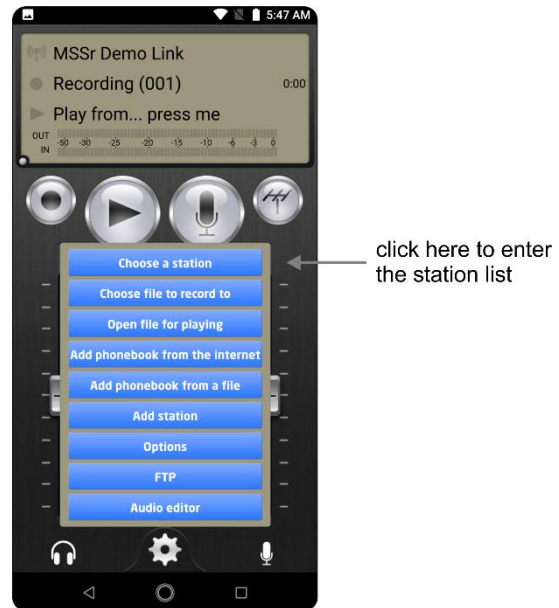 5:47 AM
MSSr Demo Link
Recording (001) 0:00
Play from... press me
OUT
-50 -30 -25 -20 -15 -10 -6 -3 0
IN
Choose a station
Choose file to record to
Open file for playing
Add phonebook from the internet
Add phonebook from a file
Add station
Options
FTP
Audio editor
click here to enter
the station list